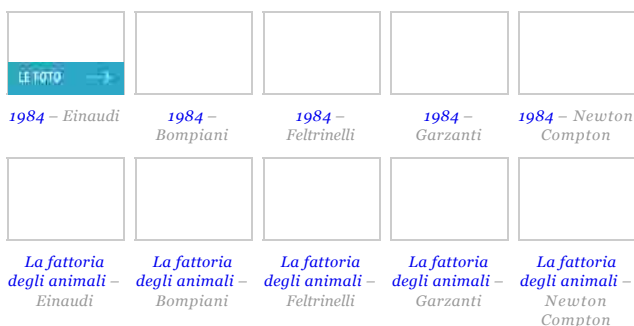 LE FOTO
1984 – Einaudi
1984 –
Bompiani
1984 –
Feltrinelli
1984 –
Garzanti
1984 – Newton
Compton
La fattoria
degli animali –
Einaudi
La fattoria
degli animali –
Bompiani
La fattoria
degli animali –
Feltrinelli
La fattoria
degli animali –
Garzanti
La fattoria
degli animali –
Newton
Compton